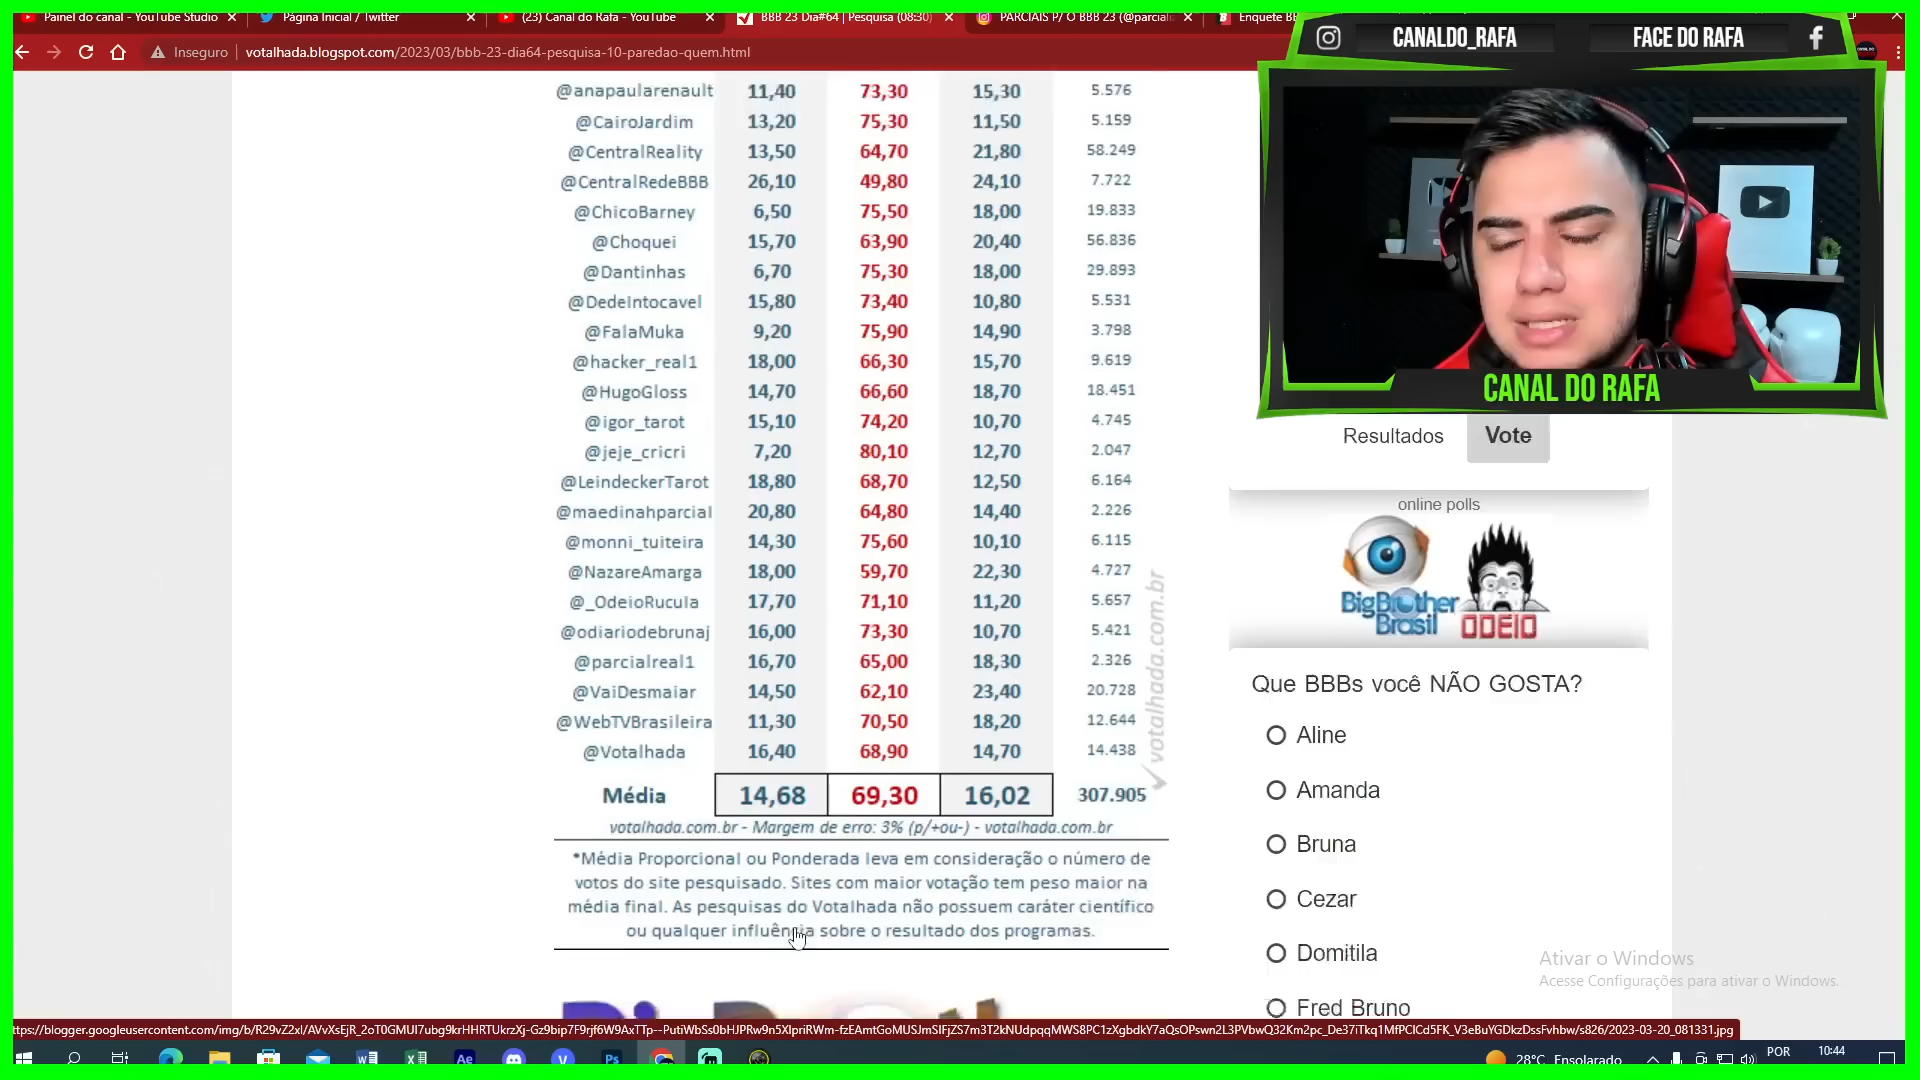 Painel do canal - YouTube Studio
Página Inicial / Twitter
(23) Canal do Rafa - YouTube
BBB 23 Dia#64 | Pesquisa (08:30)
PARCIAIS P/ O BBB 23 (@parcial
Enquete BB
Inseguro
votalhada.blogspot.com/2023/03/bbb-23-dia64-pesquisa-10-paredao-quem.html
CANALDO_RAFA
FACE DO RAFA
@anapaularenault 11,40 73,30 15,30 5.576
@CairoJardim 13,20 75,30 11,50 5.159
@CentralReality 13,50 64,70 21,80 58.249
@CentralRedeBBB 26,10 49,80 24,10 7.722
@ChicoBarney 6,50 75,50 18,00 19.833
@Choquei 15,70 63,90 20,40 56.836
@Dantinhas 6,70 75,30 18,00 29.893
@DedeIntocavel 15,80 73,40 10,80 5.531
@FalaMuka 9,20 75,90 14,90 3.798
@hacker_real1 18,00 66,30 15,70 9.619
@HugoGloss 14,70 66,60 18,70 18.451
@igor_tarot 15,10 74,20 10,70 4.745
@jeje_cricri 7,20 80,10 12,70 2.047
@LeindeckerTarot 18,80 68,70 12,50 6.164
@maedinahparcial 20,80 64,80 14,40 2.226
@monni_tuiteira 14,30 75,60 10,10 6.115
@NazareAmarga 18,00 59,70 22,30 4.727
@_OdeioRucula 17,70 71,10 11,20 5.657
@odiariodebrunaj 16,00 73,30 10,70 5.421
@parcialreal1 16,70 65,00 18,30 2.326
@VaiDesmaiar 14,50 62,10 23,40 20.728
@WebTVBrasileira 11,30 70,50 18,20 12.644
@Votalhada 16,40 68,90 14,70 14.438
Média 14,68 69,30 16,02 307.905
votalhada.com.br - Margem de erro: 3% (p/+ou-) - votalhada.com.br
*Média Proporcional ou Ponderada leva em consideração o número de
votos do site pesquisado. Sites com maior votação tem peso maior na
média final. As pesquisas do Votalhada não possuem caráter científico
ou qualquer influência sobre o resultado dos programas.
votalhada.com.br
CANAL DO RAFA
Resultados
Vote
online polls
BigBrother
Brasil
ODEIO
Que BBBs você NÃO GOSTA?
Aline
Amanda
Bruna
Cezar
Domitila
Fred Bruno
Ativar o Windows
Acesse Configurações para ativar o Windows.
28°C Ensolarado
POR
10:44